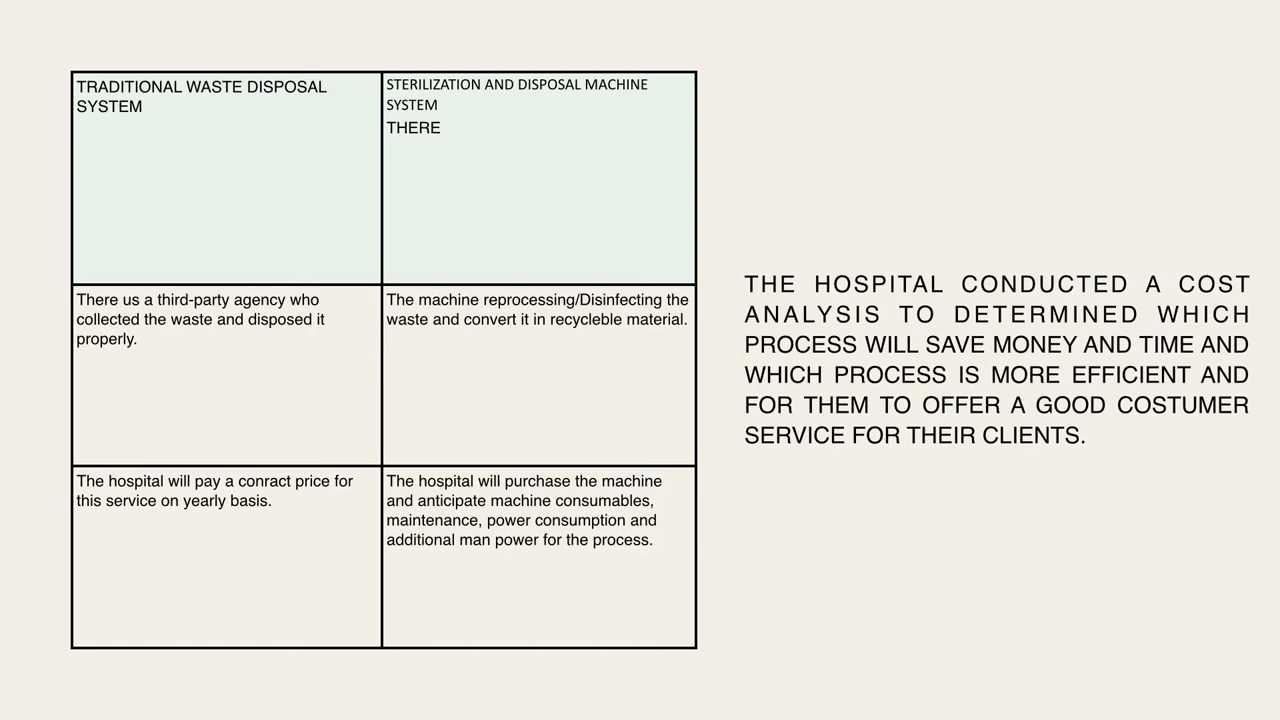 TRADITIONAL WASTE DISPOSAL
SYSTEM
STERILIZATION AND DISPOSAL MACHINE
SYSTEM
THERE
There us a third-party agency who
collected the waste and disposed it
properly.
The machine reprocessing/Disinfecting the
waste and convert it in recycleble material.
The hospital will pay a conract price for
this service on yearly basis.
The hospital will purchase the machine
and anticipate machine consumables,
maintenance, power consumption and
additional man power for the process.
THE HOSPITAL CONDUCTED A COST
ANALYSIS TO DETERMINED WHICH
PROCESS WILL SAVE MONEY AND TIME AND
WHICH PROCESS IS MORE EFFICIENT AND
FOR THEM TO OFFER A GOOD COSTUMER
SERVICE FOR THEIR CLIENTS.